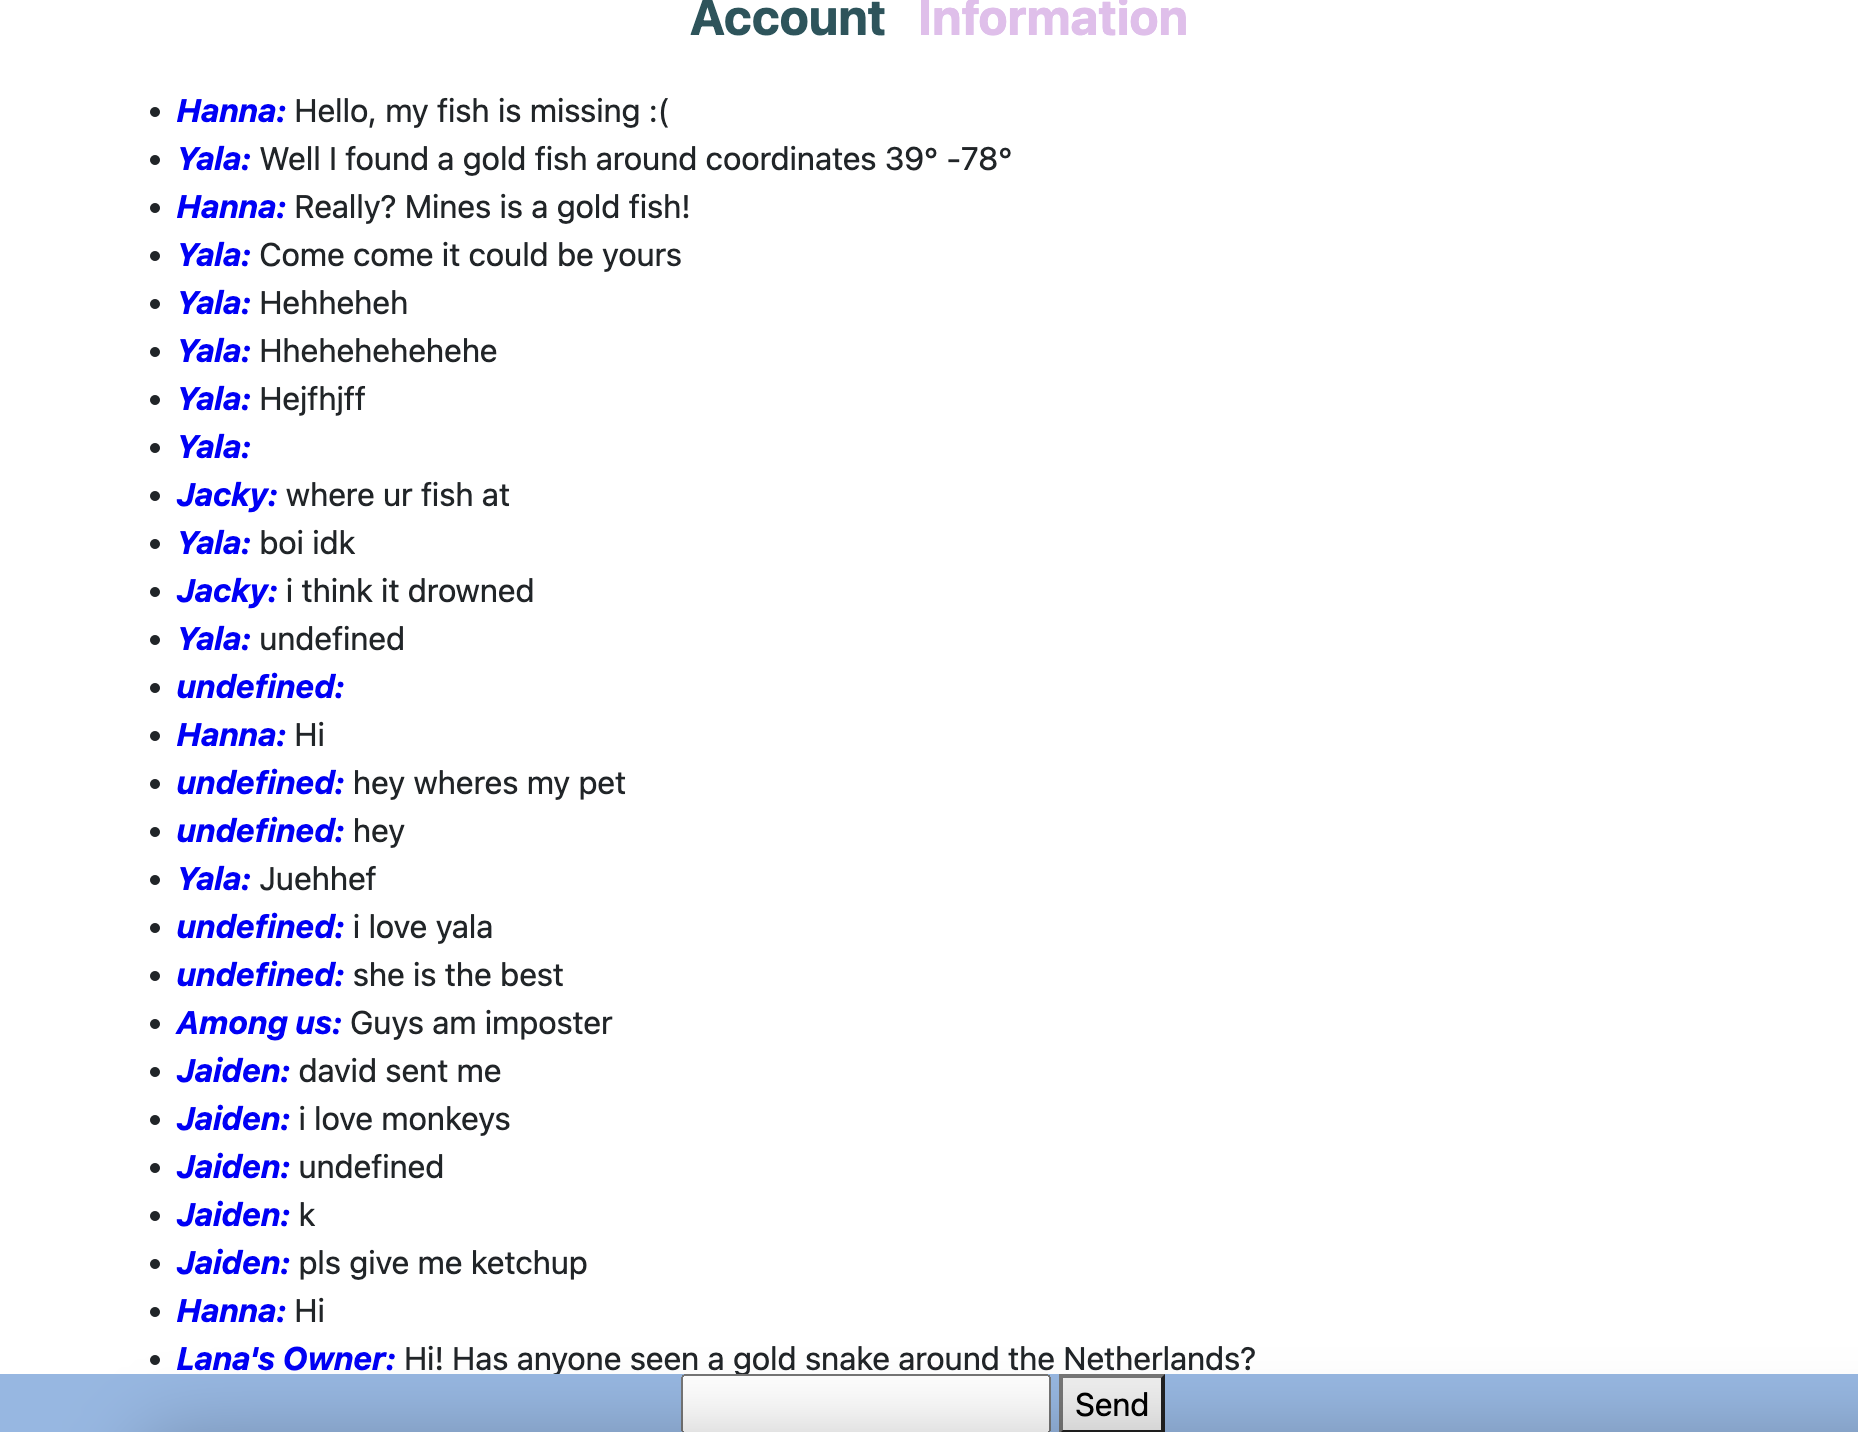 Account Information
Hanna: Hello, my fish is missing :(
Yala: Well I found a gold fish around coordinates 39° -78°
Hanna: Really? Mines is a gold fish!
Yala: Come come it could be yours
Yala: Hehheheh
Yala: Hhehehehehehe
Yala: Hejfhjff
Yala:
Jacky: where ur fish at
Yala: boi idk
Jacky: i think it drowned
Yala: undefined
undefined:
Hanna: Hi
undefined: hey wheres my pet
undefined: hey
Yala: Juehhef
undefined: i love yala
undefined: she is the best
Among us: Guys am imposter
Jaiden: david sent me
Jaiden: i love monkeys
Jaiden: undefined
Jaiden: k
Jaiden: pls give me ketchup
Hanna: Hi
Lana's Owner: Hi! Has anyone seen a gold snake around the Netherlands?
Send